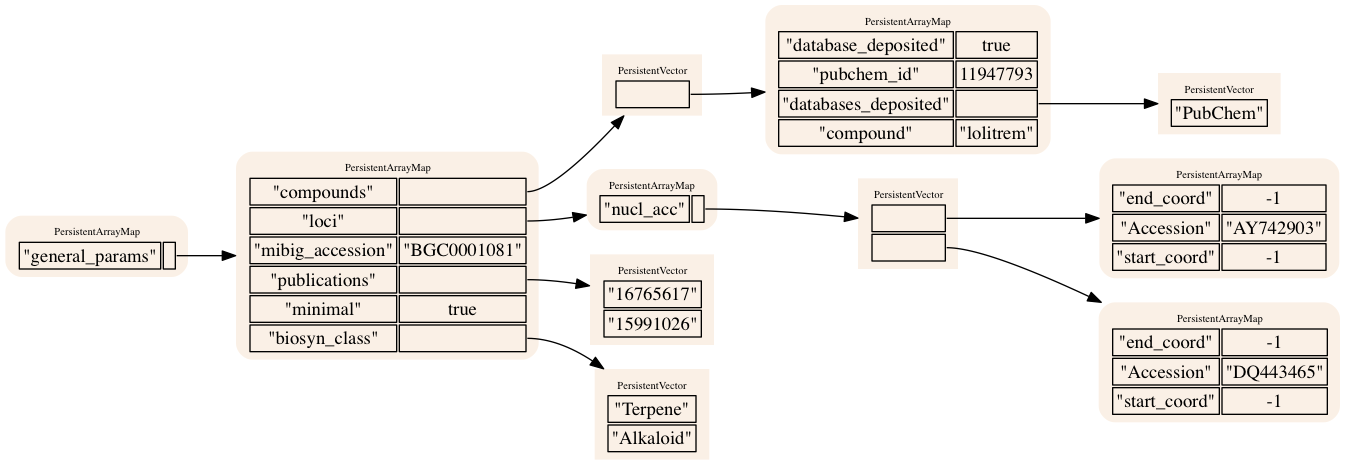 PersistentArrayMap
"general_params"
PersistentArrayMap
"compounds"
"loci"
"mibig_accession" "BGC0001081"
"publications"
"minimal" true
"biosyn_class"
PersistentVector
PersistentArrayMap
"database_deposited" true
"pubchem_id" 11947793
"databases_deposited"
"compound" "lolitrem"
PersistentVector
"PubChem"
PersistentArrayMap
"nucl_acc"
PersistentVector
PersistentArrayMap
"end_coord" -1
"Accession" "AY742903"
"start_coord" -1
PersistentArrayMap
"end_coord" -1
"Accession" "DQ443465"
"start_coord" -1
PersistentVector
"16765617"
"15991026"
PersistentVector
"Terpene"
"Alkaloid"